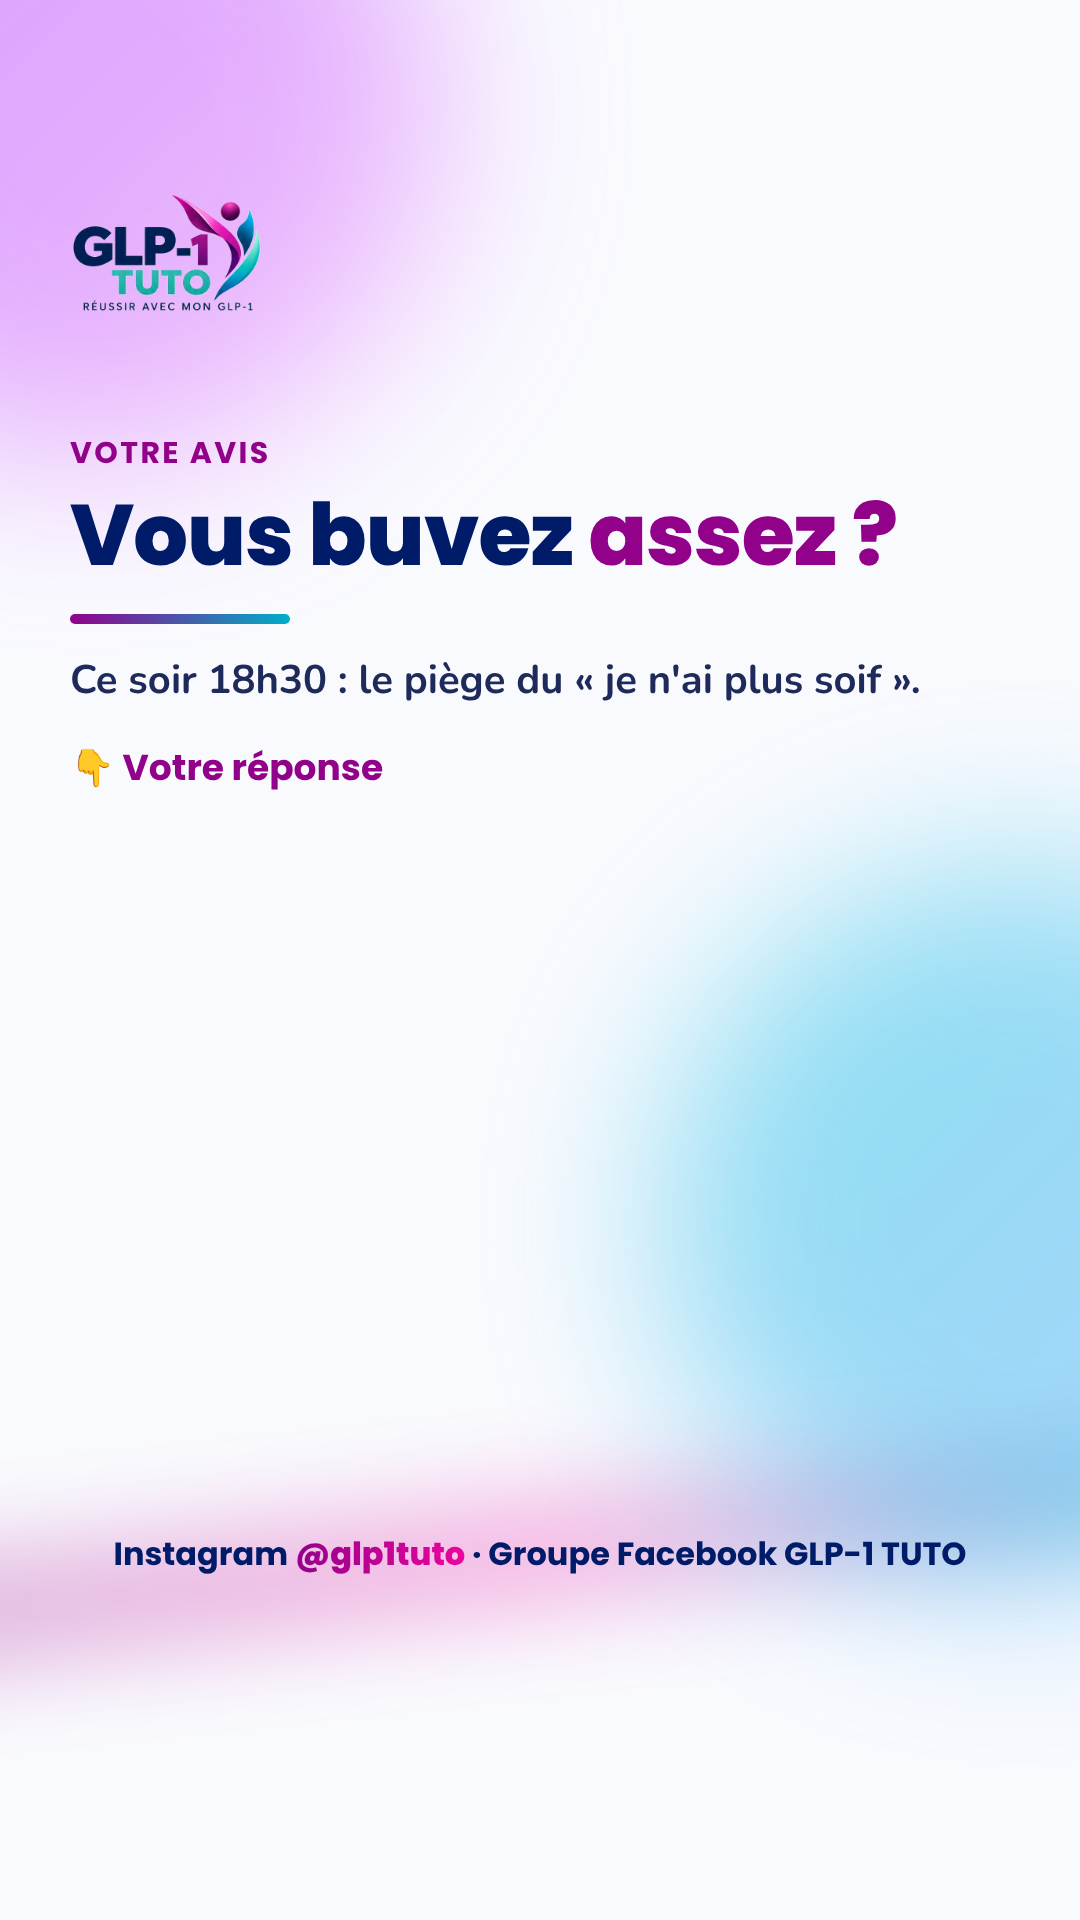 GLP-1
TUTO
RÉUSSIR AVEC MON GLP-1
VOTRE AVIS
Vous buvez assez ?
Ce soir 18h30 : le piège du « je n'ai plus soif ».
👇 Votre réponse
Instagram @glp1tuto · Groupe Facebook GLP-1 TUTO